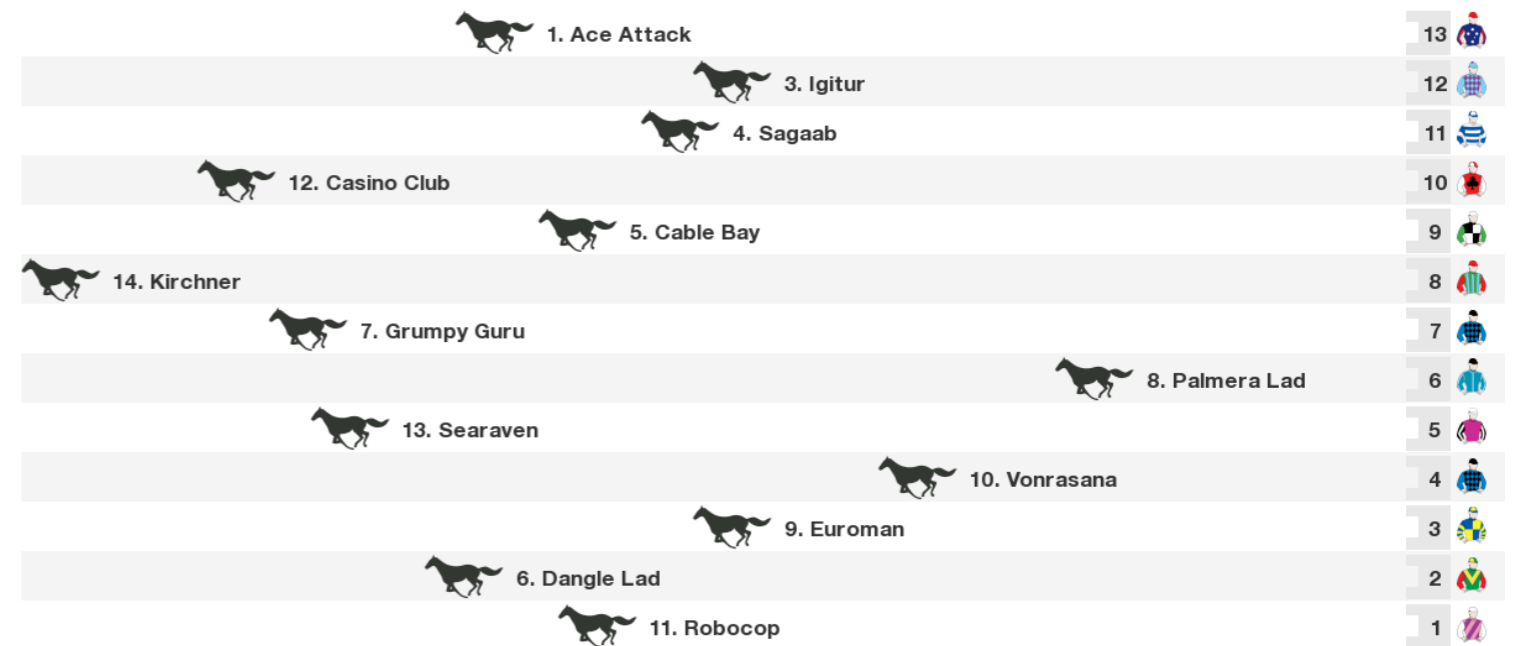 1. Ace Attack 13
3. Igitur 12
4. Sagaab 11
12. Casino Club 10
5. Cable Bay 9
14. Kirchner 8
7. Grumpy Guru 7
8. Palmera Lad 6
13. Searaven 5
10. Vonrasana 4
9. Euroman 3
6. Dangle Lad 2
11. Robocop 1